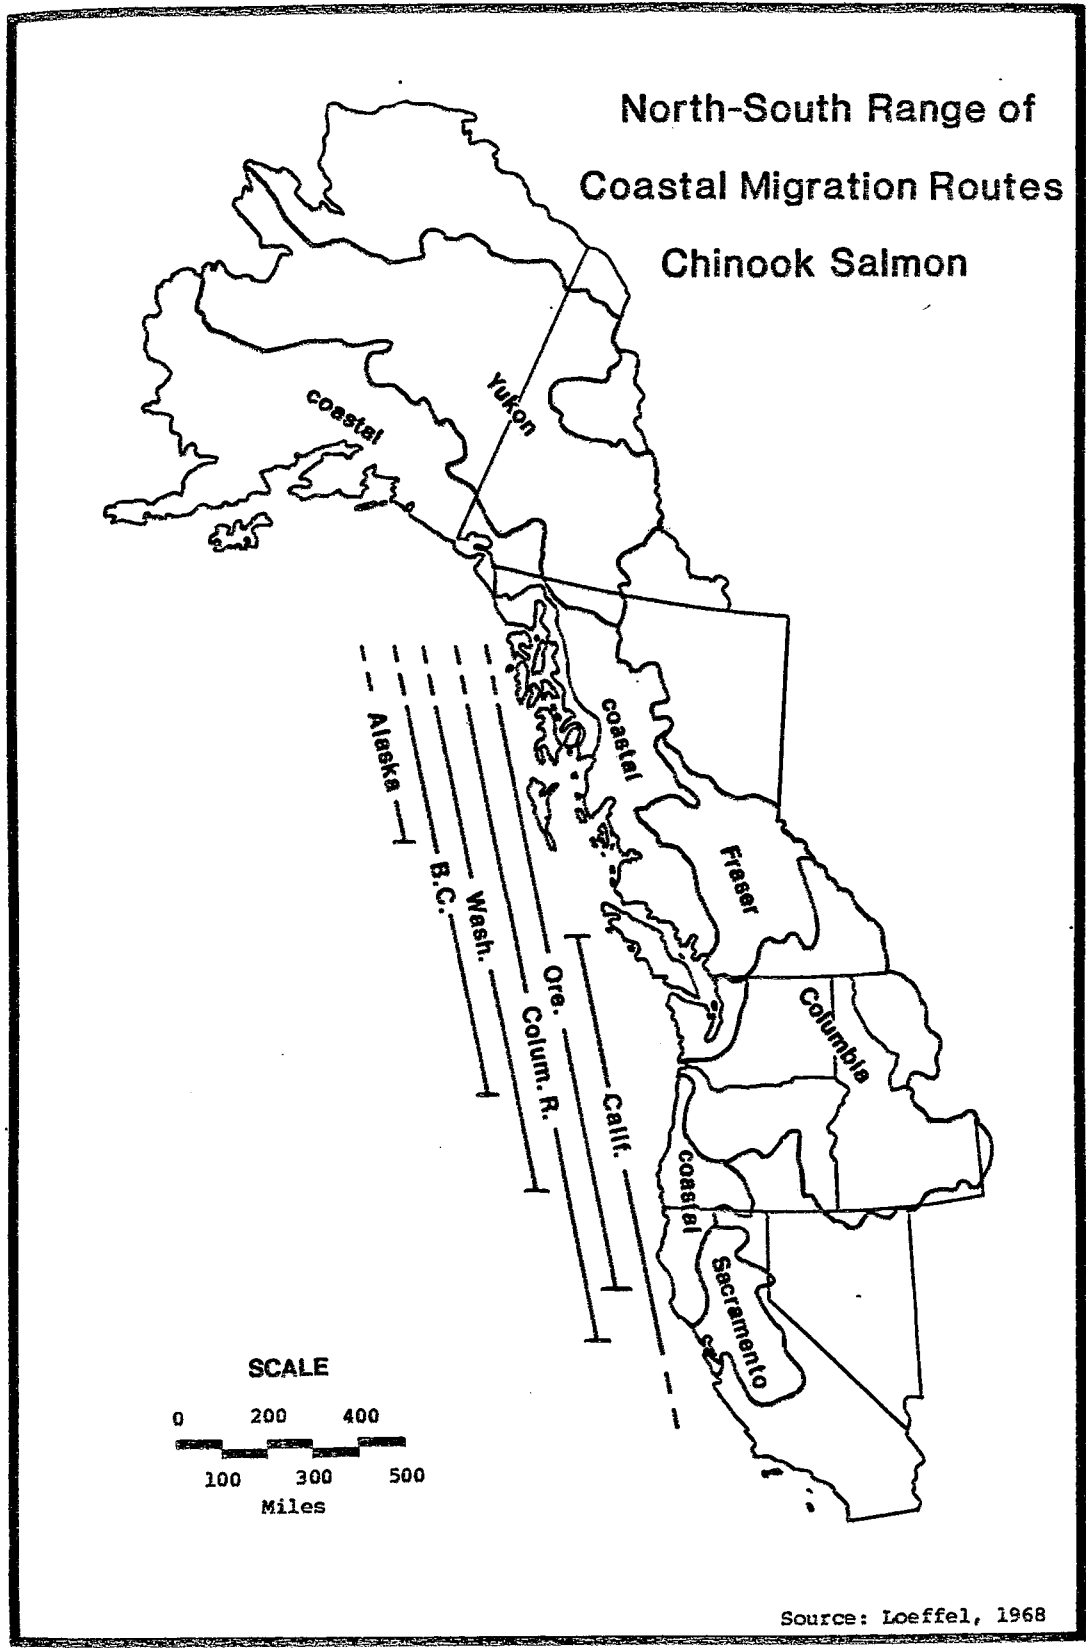 North-South Range of
Coastal Migration Routes
Chinook Salmon
Yukon
coastal
coastal
Alaska
B.C.
Wash.
Colum. R.
Ore.
Calif.
Fraser
Columbia
coastal
Sacramento
SCALE
0 200 400
100 300 500
Miles
Source: Loeffel, 1968